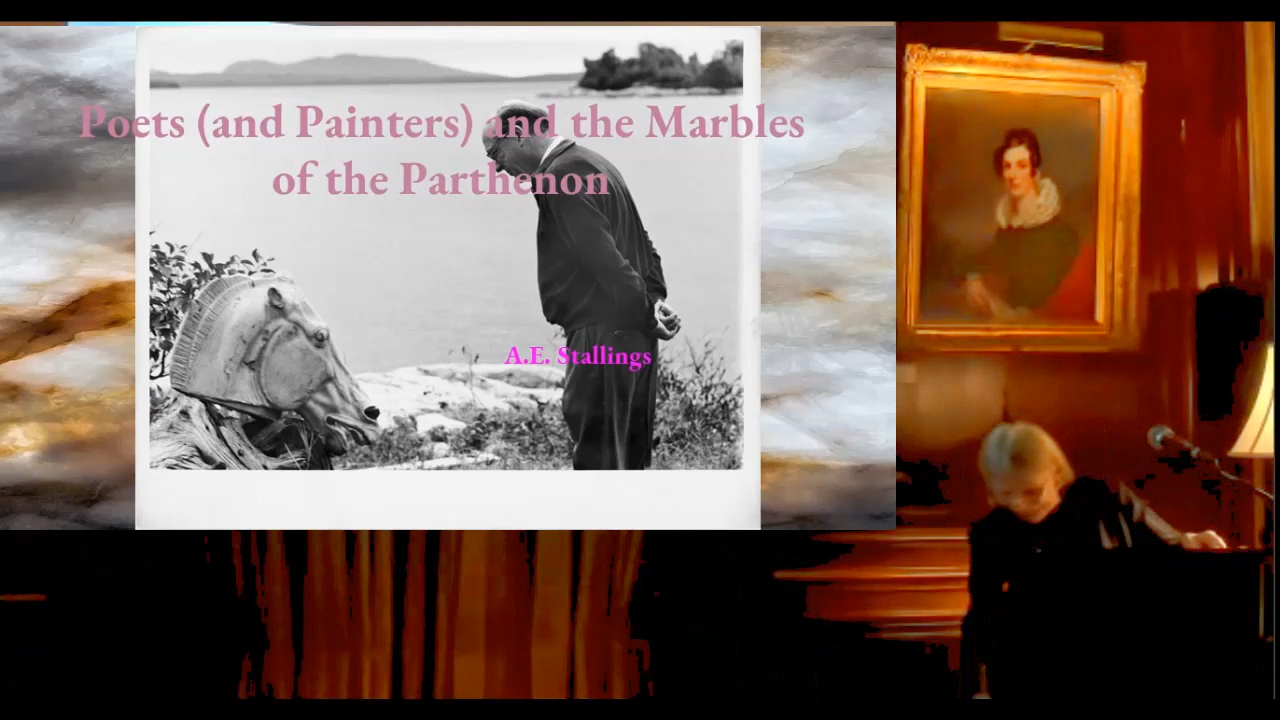 Poets (and Painters) and the Marbles
of the Parthenon
A.E. Stallings